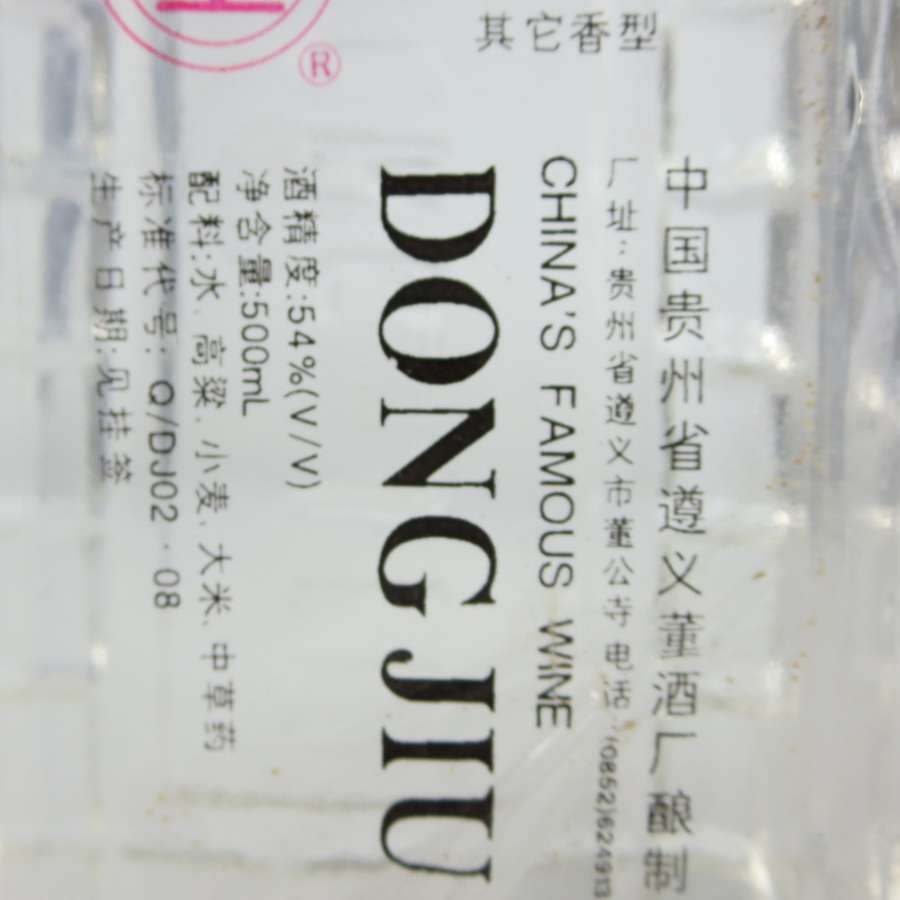 其它香型
中国贵州省遵义董酒厂酿制
厂址:贵州省遵义市董公寺 电话:(0852)624913
CHINA'S FAMOUS WINE
DONGJIU
酒精度:54%(V/V)
净含量:500mL
配料:水、高粱、小麦、大米、中草药
标准代号: Q/DJ02·08
生产日期:见挂签
®